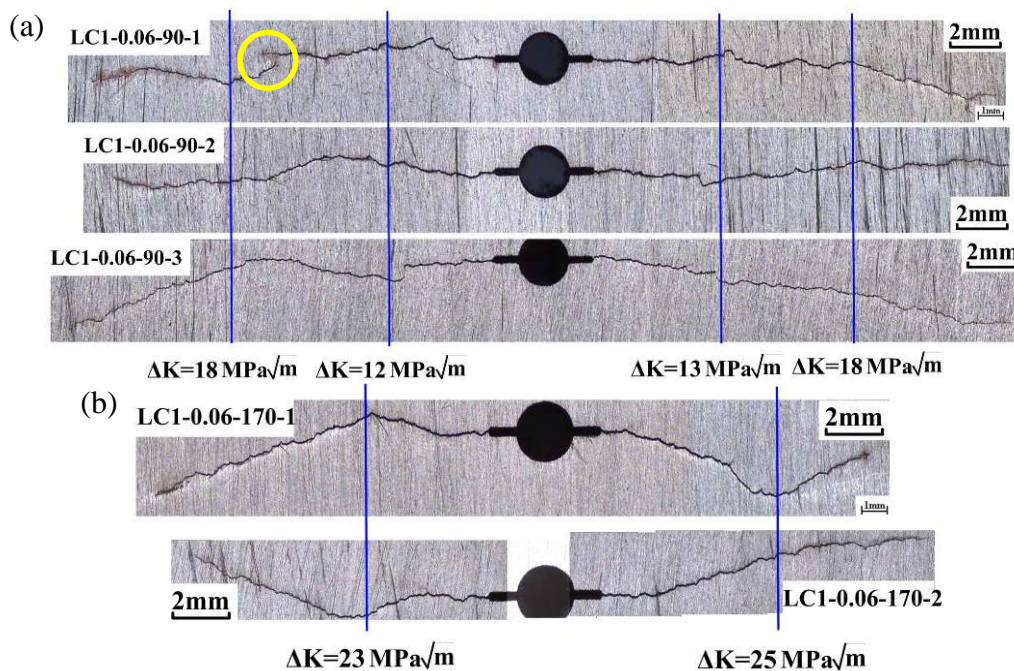 (a)
LC1-0.06-90-1
2mm
1mm
LC1-0.06-90-2
2mm
LC1-0.06-90-3
2mm
ΔK=18 MPa√m ΔK=12 MPa√m ΔK=13 MPa√m ΔK=18 MPa√m
(b)
LC1-0.06-170-1
2mm
1mm
2mm
LC1-0.06-170-2
ΔK=23 MPa√m ΔK=25 MPa√m